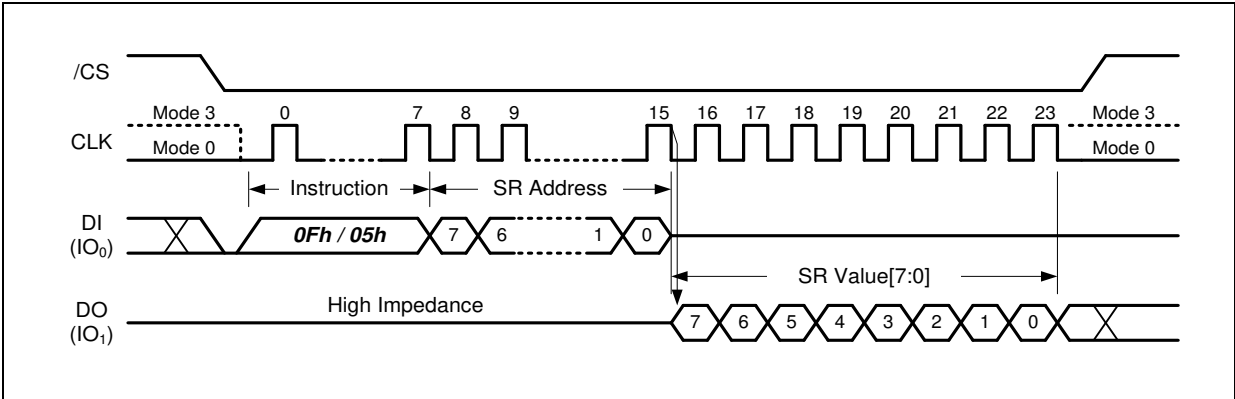 /CS
Mode 3 0 7 8 9 15 16 17 18 19 20 21 22 23 Mode 3
CLK
Mode 0 Mode 0
Instruction SR Address
DI
(IO₀)
0Fh / 05h 7 6 1 0
SR Value[7:0]
High Impedance
DO
(IO₁)
7 6 5 4 3 2 1 0